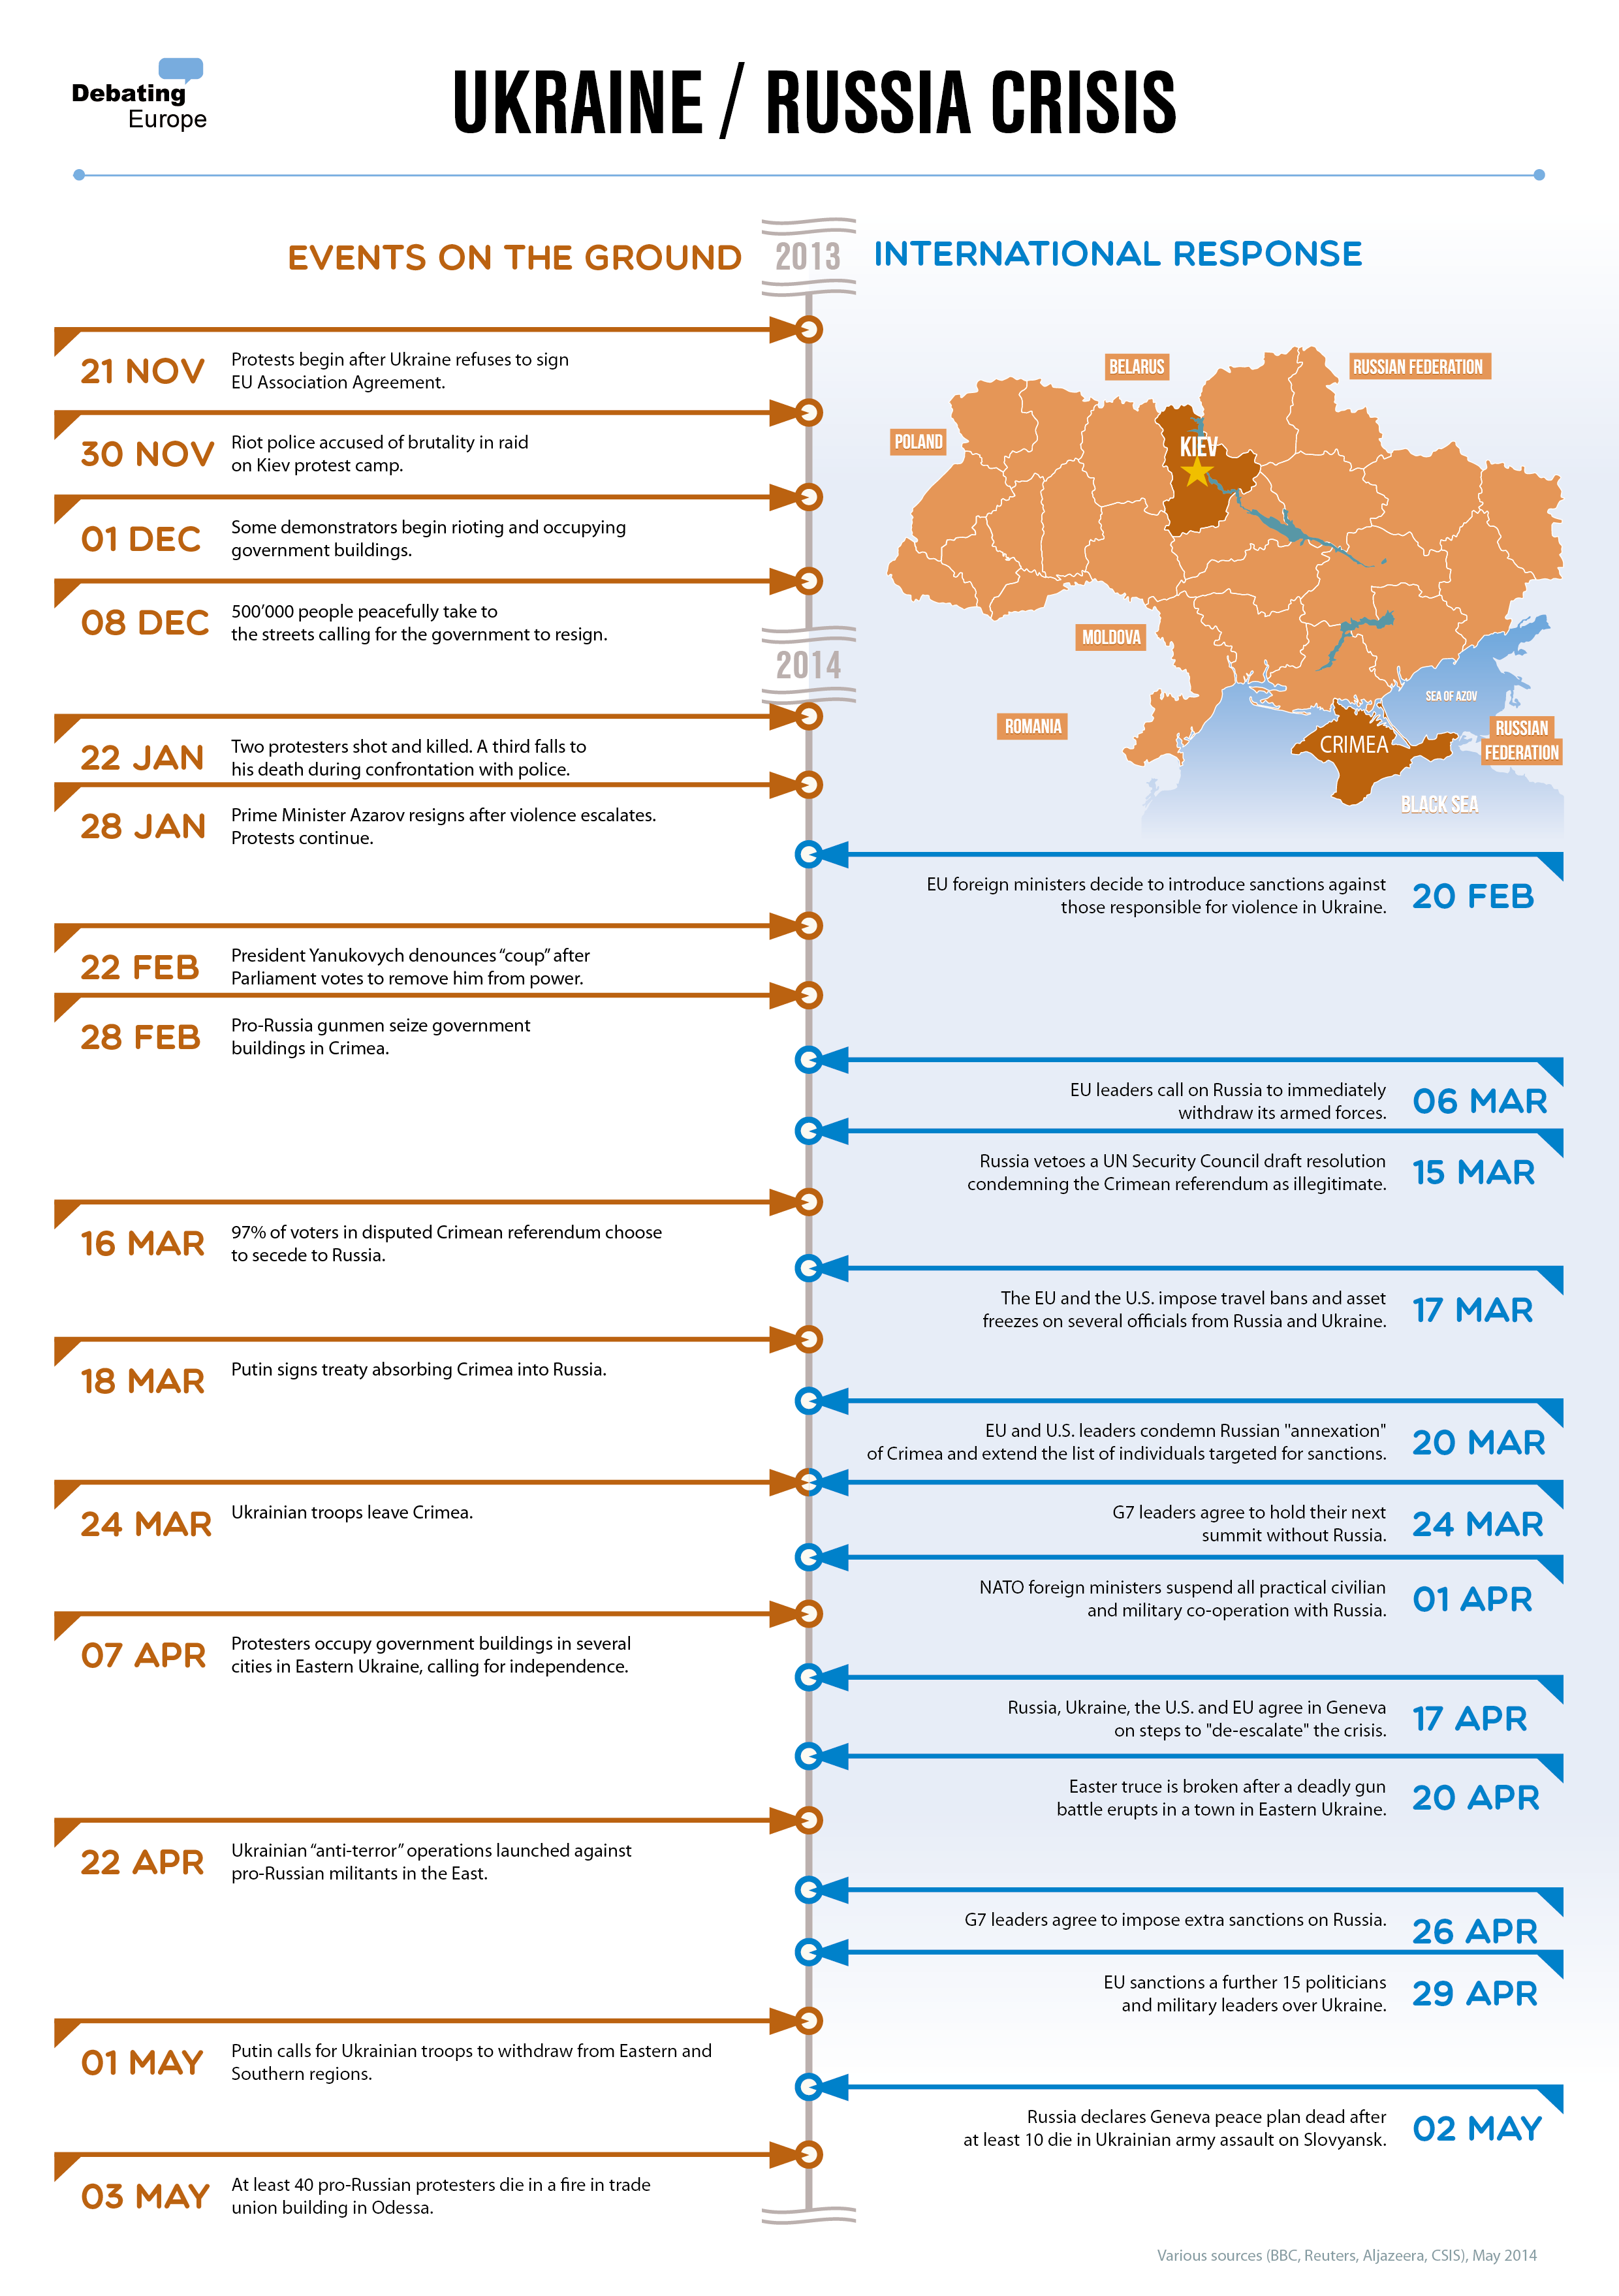 Debating
Europe
UKRAINE / RUSSIA CRISIS
EVENTS ON THE GROUND
2013
INTERNATIONAL RESPONSE
21 NOV
Protests begin after Ukraine refuses to sign
EU Association Agreement.
30 NOV
Riot police accused of brutality in raid
on Kiev protest camp.
01 DEC
Some demonstrators begin rioting and occupying
government buildings.
08 DEC
500'000 people peacefully take to
the streets calling for the government to resign.
BELARUS
RUSSIAN FEDERATION
POLAND
KIEV
MOLDOVA
ROMANIA
SEA OF AZOV
CRIMEA
RUSSIAN
FEDERATION
BLACK SEA
2014
22 JAN
Two protesters shot and killed. A third falls to
his death during confrontation with police.
28 JAN
Prime Minister Azarov resigns after violence escalates.
Protests continue.
EU foreign ministers decide to introduce sanctions against
those responsible for violence in Ukraine.
20 FEB
22 FEB
President Yanukovych denounces “coup” after
Parliament votes to remove him from power.
28 FEB
Pro-Russia gunmen seize government
buildings in Crimea.
EU leaders call on Russia to immediately
withdraw its armed forces.
06 MAR
Russia vetoes a UN Security Council draft resolution
condemning the Crimean referendum as illegitimate.
15 MAR
16 MAR
97% of voters in disputed Crimean referendum choose
to secede to Russia.
The EU and the U.S. impose travel bans and asset
freezes on several officials from Russia and Ukraine.
17 MAR
18 MAR
Putin signs treaty absorbing Crimea into Russia.
EU and U.S. leaders condemn Russian "annexation"
of Crimea and extend the list of individuals targeted for sanctions.
20 MAR
24 MAR
Ukrainian troops leave Crimea.
G7 leaders agree to hold their next
summit without Russia.
24 MAR
NATO foreign ministers suspend all practical civilian
and military co-operation with Russia.
01 APR
07 APR
Protesters occupy government buildings in several
cities in Eastern Ukraine, calling for independence.
Russia, Ukraine, the U.S. and EU agree in Geneva
on steps to "de-escalate" the crisis.
17 APR
Easter truce is broken after a deadly gun
battle erupts in a town in Eastern Ukraine.
20 APR
22 APR
Ukrainian “anti-terror” operations launched against
pro-Russian militants in the East.
G7 leaders agree to impose extra sanctions on Russia.
26 APR
EU sanctions a further 15 politicians
and military leaders over Ukraine.
29 APR
01 MAY
Putin calls for Ukrainian troops to withdraw from Eastern and
Southern regions.
Russia declares Geneva peace plan dead after
at least 10 die in Ukrainian army assault on Slovyansk.
02 MAY
03 MAY
At least 40 pro-Russian protesters die in a fire in trade
union building in Odessa.
Various sources (BBC, Reuters, Aljazeera, CSIS), May 2014